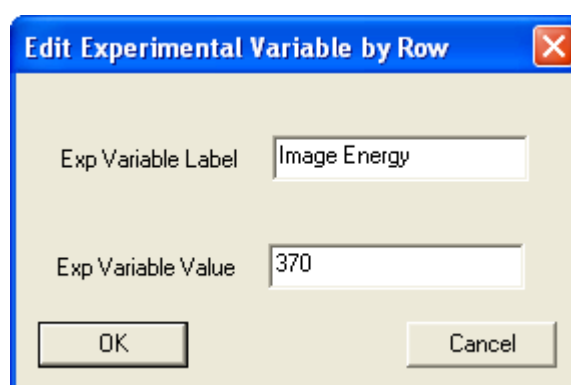 Edit Experimental Variable by Row
Exp Variable Label Image Energy
Exp Variable Value 370
OK Cancel